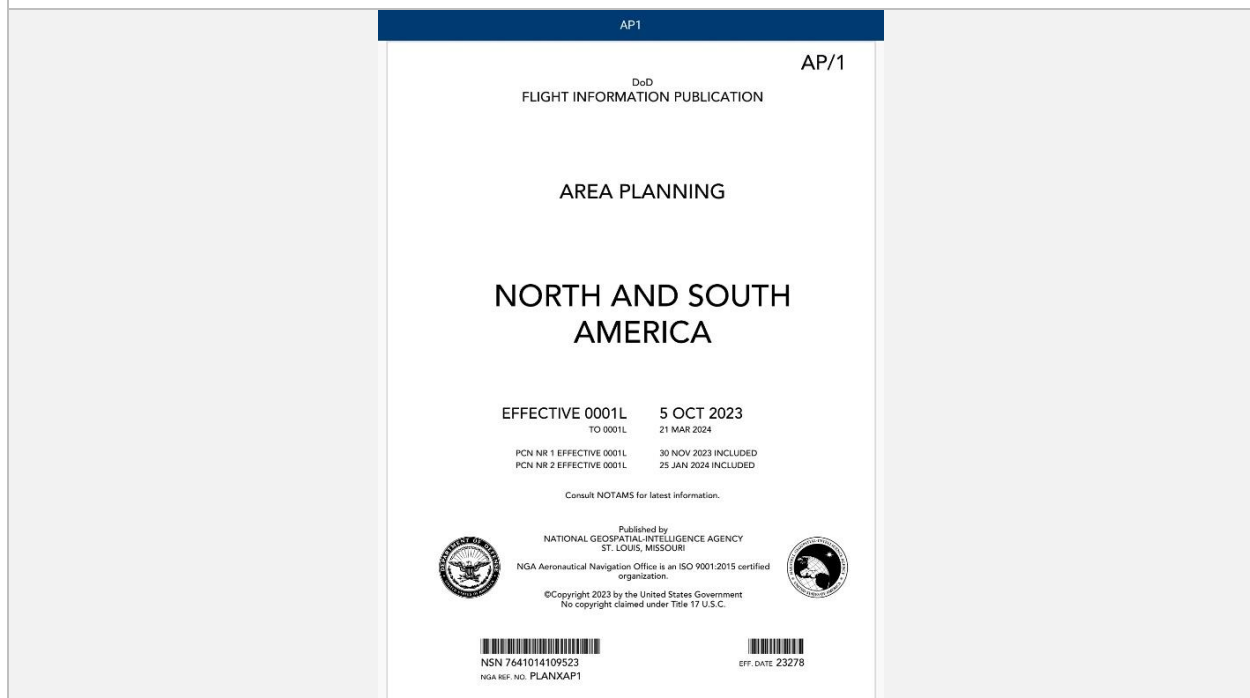 AP1
AP/1
DoD
FLIGHT INFORMATION PUBLICATION
AREA PLANNING
NORTH AND SOUTH
AMERICA
EFFECTIVE 0001L 5 OCT 2023
TO 0001L 21 MAR 2024
PCN NR 1 EFFECTIVE 0001L 30 NOV 2023 INCLUDED
PCN NR 2 EFFECTIVE 0001L 25 JAN 2024 INCLUDED
Consult NOTAMS for latest information.
Published by
NATIONAL GEOSPATIAL-INTELLIGENCE AGENCY
ST. LOUIS, MISSOURI
NGA Aeronautical Navigation Office is an ISO 9001:2015 certified
organization.
©Copyright 2023 by the United States Government
No copyright claimed under Title 17 U.S.C.
DEPARTMENT OF DEFENSE
NSN 7641014109523
EFF. DATE 23278
NGA REF. NO. PLANXAP1